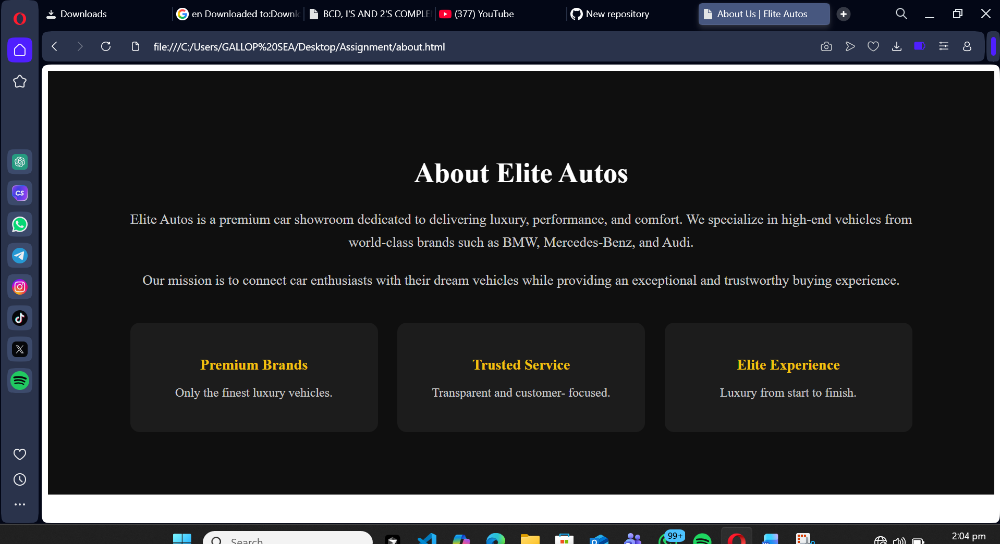 Downloads
en Downloaded to:Downlo
BCD, I'S AND 2'S COMPLE
(377) YouTube
New repository
About Us | Elite Autos
file:///C:/Users/GALLOP%20SEA/Desktop/Assignment/about.html
CS
About Elite Autos
Elite Autos is a premium car showroom dedicated to delivering luxury, performance, and comfort. We specialize in high-end vehicles from
world-class brands such as BMW, Mercedes-Benz, and Audi.
Our mission is to connect car enthusiasts with their dream vehicles while providing an exceptional and trustworthy buying experience.
Premium Brands
Only the finest luxury vehicles.
Trusted Service
Transparent and customer- focused.
Elite Experience
Luxury from start to finish.
Search
99+
2:04 pm